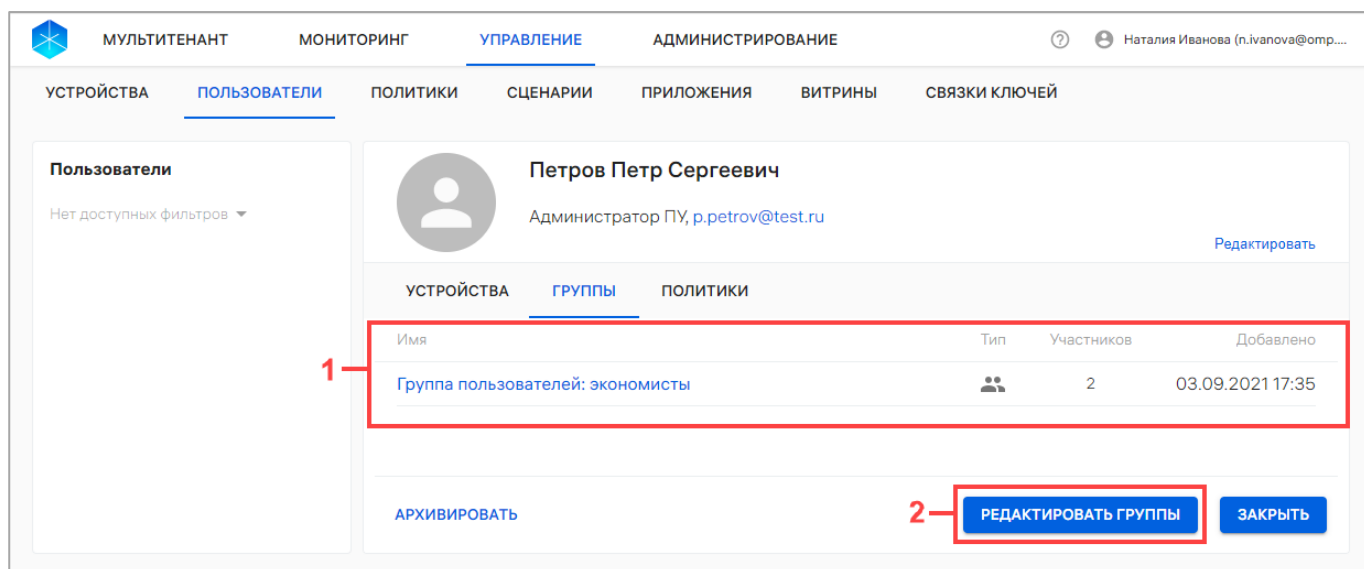 МУЛЬТИТЕНАНТ МОНИТОРИНГ УПРАВЛЕНИЕ АДМИНИСТРИРОВАНИЕ ? Наталия Иванова (n.ivanova@omp....
УСТРОЙСТВА ПОЛЬЗОВАТЕЛИ ПОЛИТИКИ СЦЕНАРИИ ПРИЛОЖЕНИЯ ВИТРИНЫ СВЯЗКИ КЛЮЧЕЙ
Пользователи
Нет доступных фильтров
Петров Петр Сергеевич
Администратор ПУ, p.petrov@test.ru
Редактировать
УСТРОЙСТВА ГРУППЫ ПОЛИТИКИ
Имя Тип Участников Добавлено
1
Группа пользователей: экономисты 2 03.09.2021 17:35
АРХИВИРОВАТЬ 2 РЕДАКТИРОВАТЬ ГРУППЫ ЗАКРЫТЬ